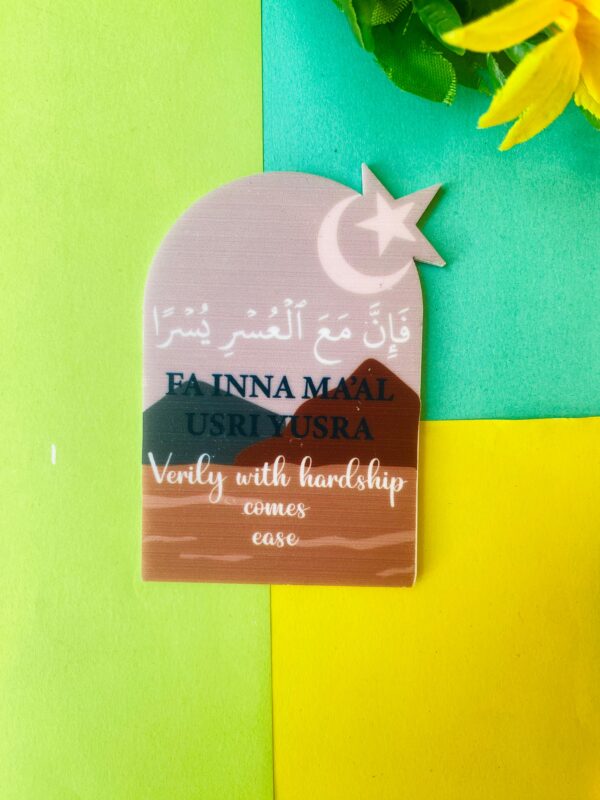 فَإِنَّ مَعَ ٱلْعُسْرِ يُسْرًا
FA INNA MA'AL
USRI YUSRA
Verily with hardship
comes
ease